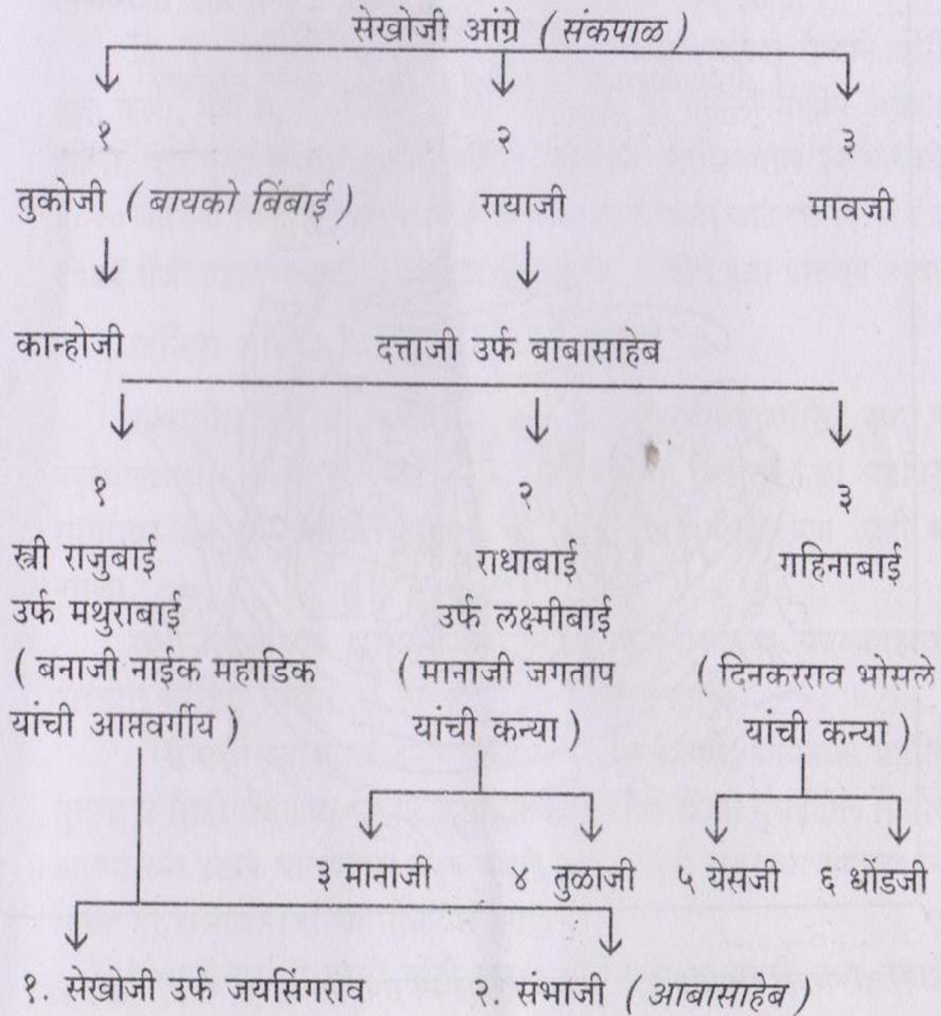 सेखोजी आंग्रे ( संकपाळ )
१ २ ३
तुकोजी ( बायको बिंबाई ) रायाजी मावजी
कान्होजी दत्ताजी उर्फ बाबासाहेब
१ २ ३
स्त्री राजुबाई राधाबाई गहिनाबाई
उर्फ मथुराबाई उर्फ लक्ष्मीबाई
( बनाजी नाईक महाडिक ( मानाजी जगताप ( दिनकरराव भोसले
यांची आप्तवर्गीय ) यांची कन्या ) यांची कन्या )
३ मानाजी ४ तुळाजी ५ येसजी ६ धोंडजी
१. सेखोजी उर्फ जयसिंगराव २. संभाजी ( आबासाहेब )